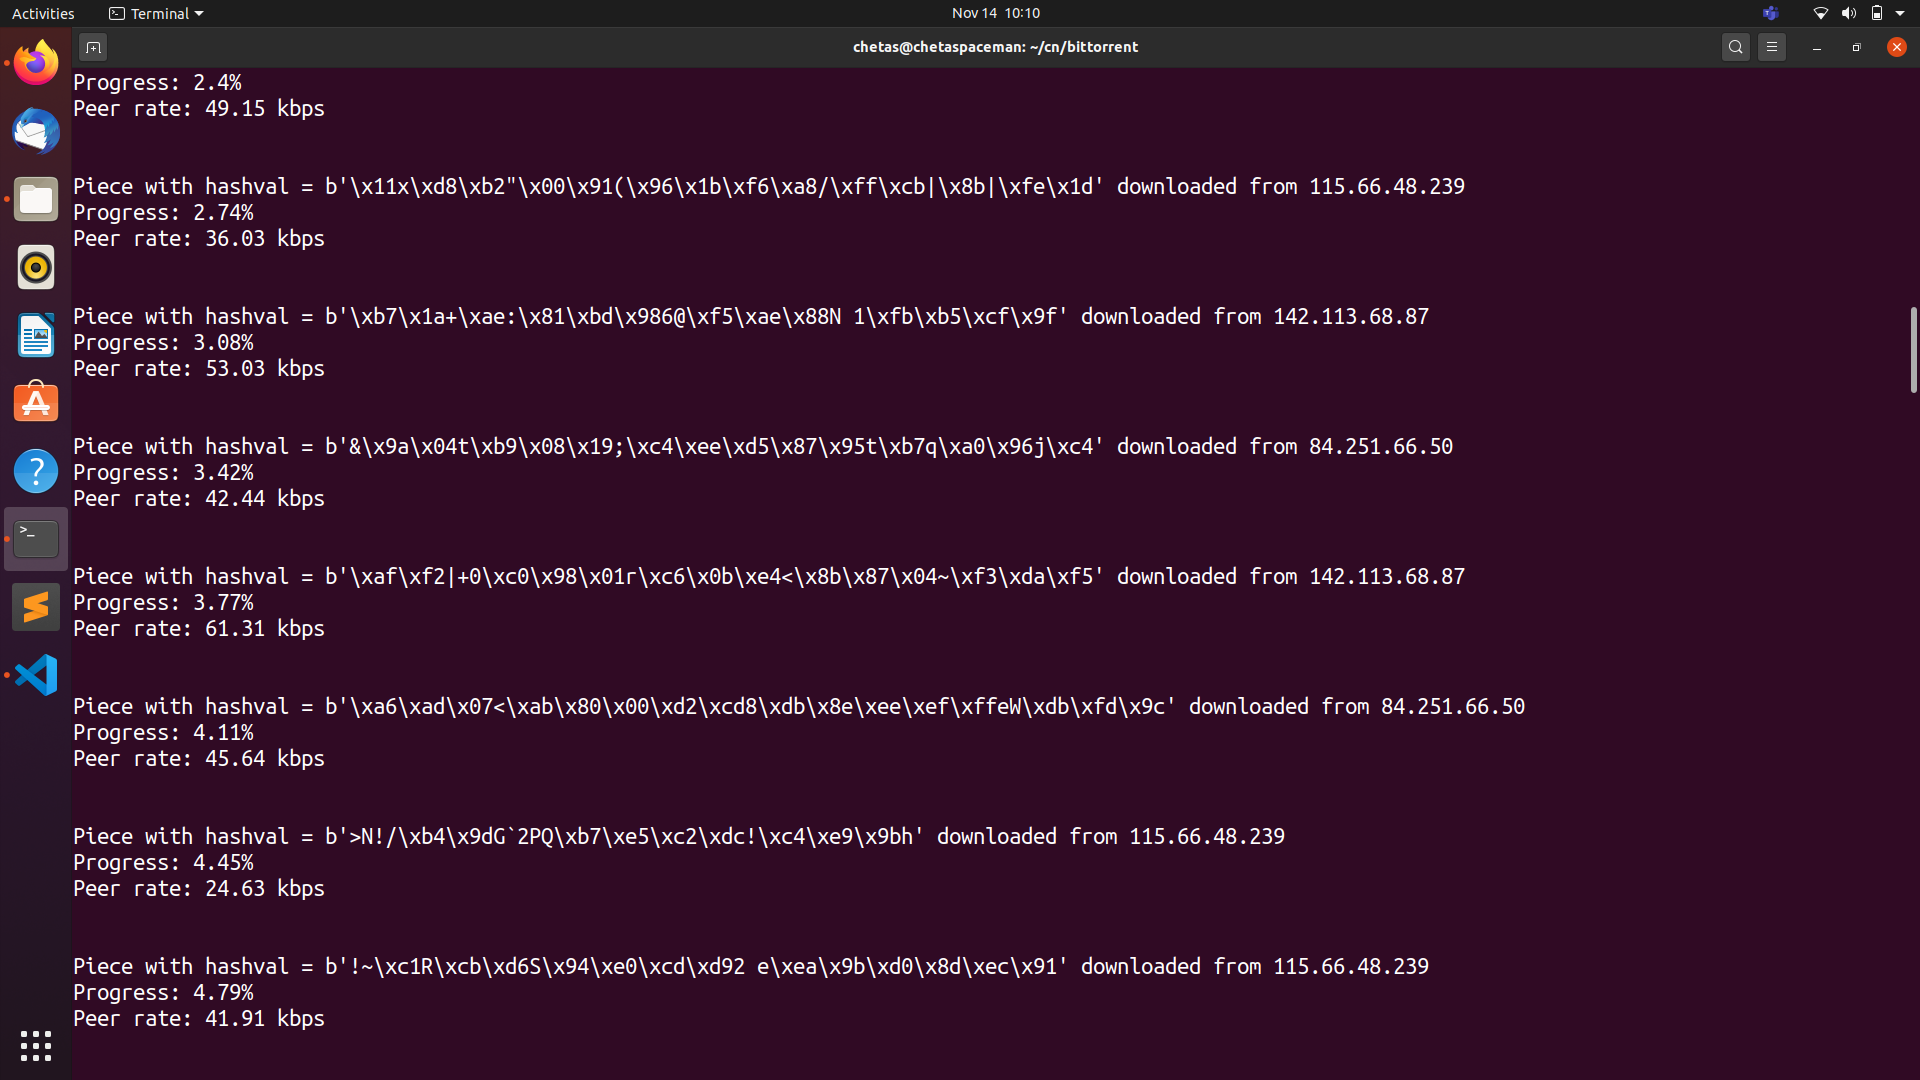 Activities
Terminal
Nov 14 10:10
chetas@chetaspaceman: ~/cn/bittorrent
Progress: 2.4%
Peer rate: 49.15 kbps
Piece with hashval = b'\x11x\xd8\xb2"\x00\x91(\x96\x1b\xf6\xa8/\xff\xcb|\x8b|\xfe\x1d' downloaded from 115.66.48.239
Progress: 2.74%
Peer rate: 36.03 kbps
Piece with hashval = b'\xb7\x1a+\xae:\x81\xbd\x986@\xf5\xae\x88N 1\xfb\xb5\xcf\x9f' downloaded from 142.113.68.87
Progress: 3.08%
Peer rate: 53.03 kbps
Piece with hashval = b'&\x9a\x04t\xb9\x08\x19;\xc4\xee\xd5\x87\x95t\xb7q\xa0\x96j\xc4' downloaded from 84.251.66.50
Progress: 3.42%
Peer rate: 42.44 kbps
Piece with hashval = b'\xaf\xf2|+0\xc0\x98\x01r\xc6\x0b\xe4<\x8b\x87\x04~\xf3\xda\xf5' downloaded from 142.113.68.87
Progress: 3.77%
Peer rate: 61.31 kbps
Piece with hashval = b'\xa6\xad\x07<\xab\x80\x00\xd2\xcd8\xdb\x8e\xee\xef\xffeW\xdb\xfd\x9c' downloaded from 84.251.66.50
Progress: 4.11%
Peer rate: 45.64 kbps
Piece with hashval = b'>N!/\xb4\x9dG`2PQ\xb7\xe5\xc2\xdc!\xc4\xe9\x9bh' downloaded from 115.66.48.239
Progress: 4.45%
Peer rate: 24.63 kbps
Piece with hashval = b'!~\xc1R\xcb\xd6S\x94\xe0\xcd\xd92 e\xea\x9b\xd0\x8d\xec\x91' downloaded from 115.66.48.239
Progress: 4.79%
Peer rate: 41.91 kbps